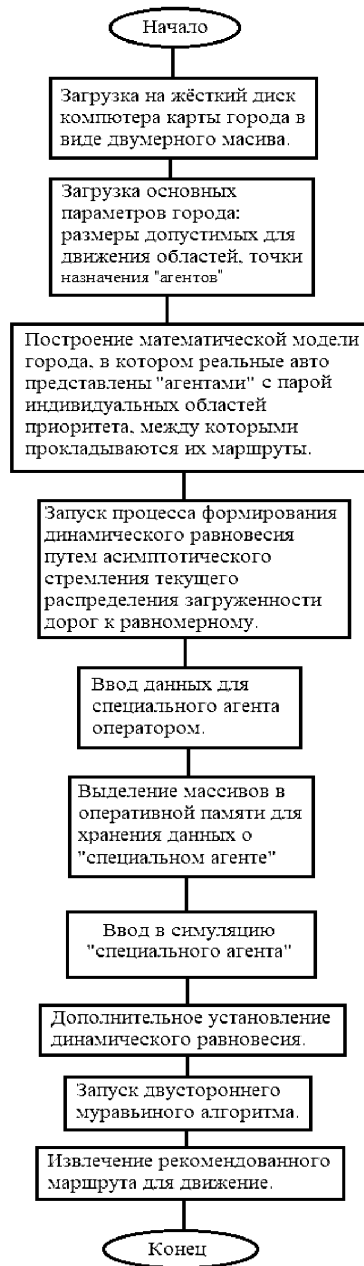 Начало
Загрузка на жёсткий диск
компютера карты города в
виде двумерного масива.
Загрузка основных
параметров города:
размеры допустимых для
движения областей, точки
назначения "агентов"
Построение математической модели
города, в котором реальные авто
представлены "агентами" с парой
индивидуальных областей
приоритета, между которыми
прокладываются их маршруты.
Запуск процесса формирования
динамического равновесия
путем асимптотического
стремления текущего
распределения загруженности
дорог к равномерному.
Ввод данных для
специального агента
оператором.
Выделение массивов в
оперативной памяти для
хранения данных о
"специальном агенте"
Ввод в симуляцию
"специального агента"
Дополнительное установление
динамического равновесия.
Запуск двустороннего
муравьиного алгоритма.
Извлечение рекомендованного
маршрута для движение.
Конец